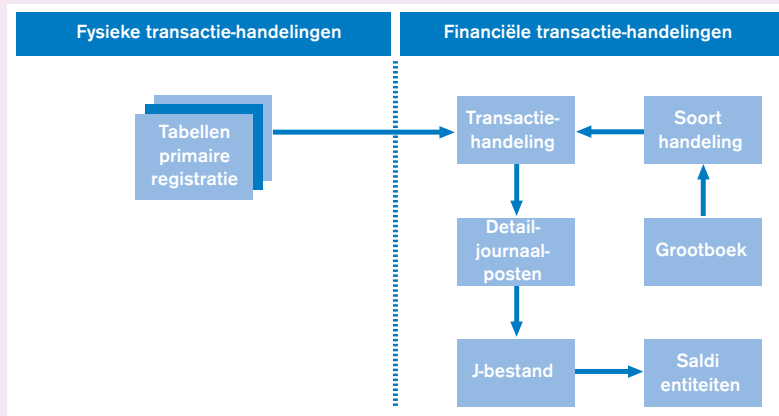 Fysieke transactie-handelingen
Financiële transactie-handelingen
Tabellen
primaire
registratie
Transactie-
handeling
Soort
handeling
Detail-
journaal-
posten
Grootboek
J-bestand
Saldi
entiteiten